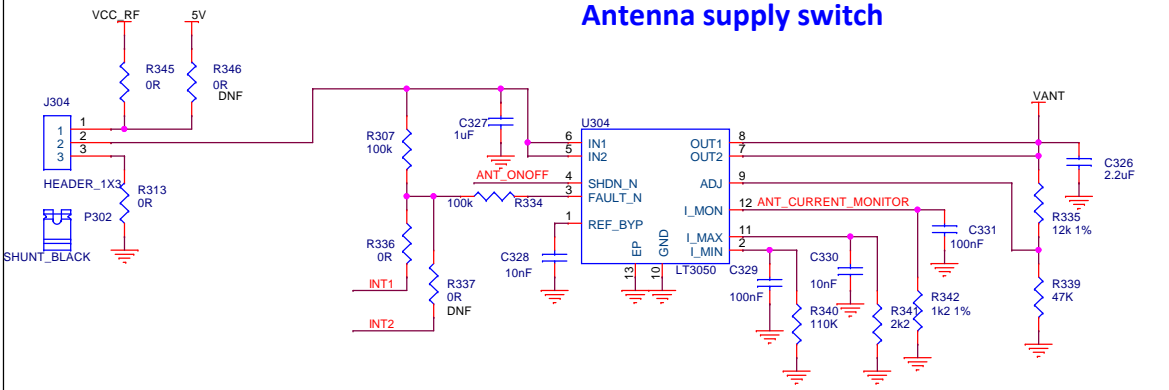 Antenna supply switch
VCC_RF
5V
R345
0R
R346
0R
DNF
J304
1
2
3
1
2
3
HEADER_1X3
R313
0R
P302
SHUNT_BLACK
R307
100k
C327
1uF
ANT_ONOFF
100k
R334
R336
0R
R337
0R
DNF
INT1
INT2
C328
10nF
U304
6
5
4
3
1
IN1
IN2
SHDN_N
FAULT_N
REF_BYP
EP
GND
13
10
OUT1
OUT2
ADJ
I_MON
I_MAX
I_MIN
8
7
9
12
11
2
LT3050
ANT_CURRENT_MONITOR
VANT
C326
2.2uF
R335
12k 1%
C331
100nF
C330
10nF
C329
100nF
R340
110K
R341
2k2
R342
1k2 1%
R339
47K